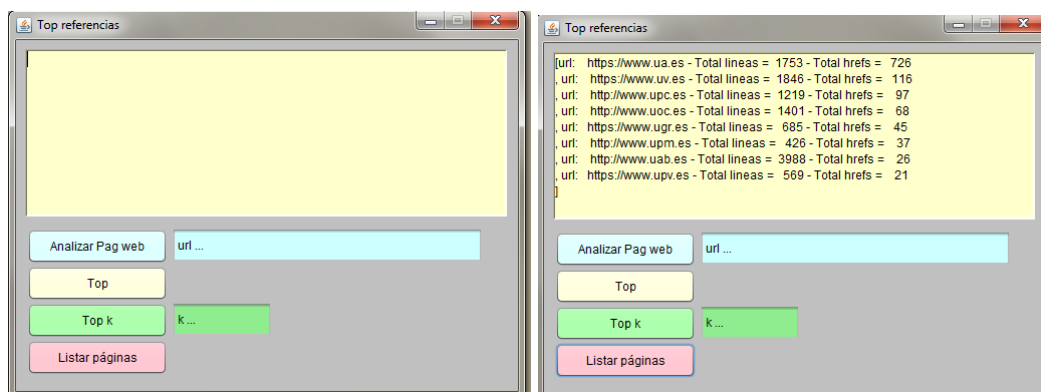 Top referencias
Analizar Pag web
url ...
Top
Top k
k ...
Listar páginas
Top referencias
[url: https://www.ua.es - Total lineas = 1753 - Total hrefs = 726
, url: https://www.uv.es - Total lineas = 1846 - Total hrefs = 116
, url: http://www.upc.es - Total lineas = 1219 - Total hrefs = 97
, url: http://www.uoc.es - Total lineas = 1401 - Total hrefs = 68
, url: https://www.ugr.es - Total lineas = 685 - Total hrefs = 45
, url: http://www.upm.es - Total lineas = 426 - Total hrefs = 37
, url: http://www.uab.es - Total lineas = 3988 - Total hrefs = 26
, url: https://www.upv.es - Total lineas = 569 - Total hrefs = 21
]
Analizar Pag web
url ...
Top
Top k
k ...
Listar páginas